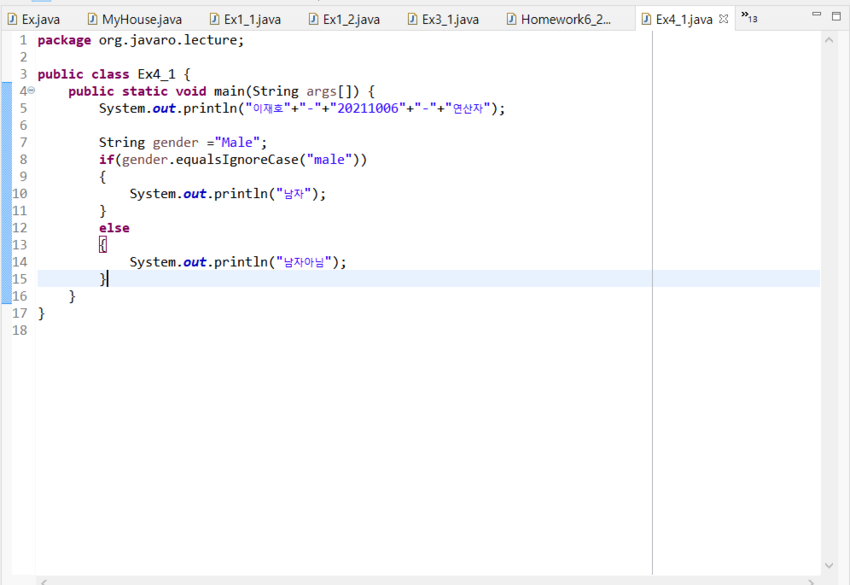 Ex.java MyHouse.java Ex1_1.java Ex1_2.java Ex3_1.java Homework6_2... Ex4_1.java »13
1 package org.javaro.lecture;
2
3 public class Ex4_1 {
4 public static void main(String args[]) {
5 System.out.println("이재호"+"-"+"20211006"+"-"+"연산자");
6
7 String gender ="Male";
8 if(gender.equalsIgnoreCase("male"))
9 {
10 System.out.println("남자");
11 }
12 else
13 {
14 System.out.println("남자아님");
15 }
16 }
17 }
18